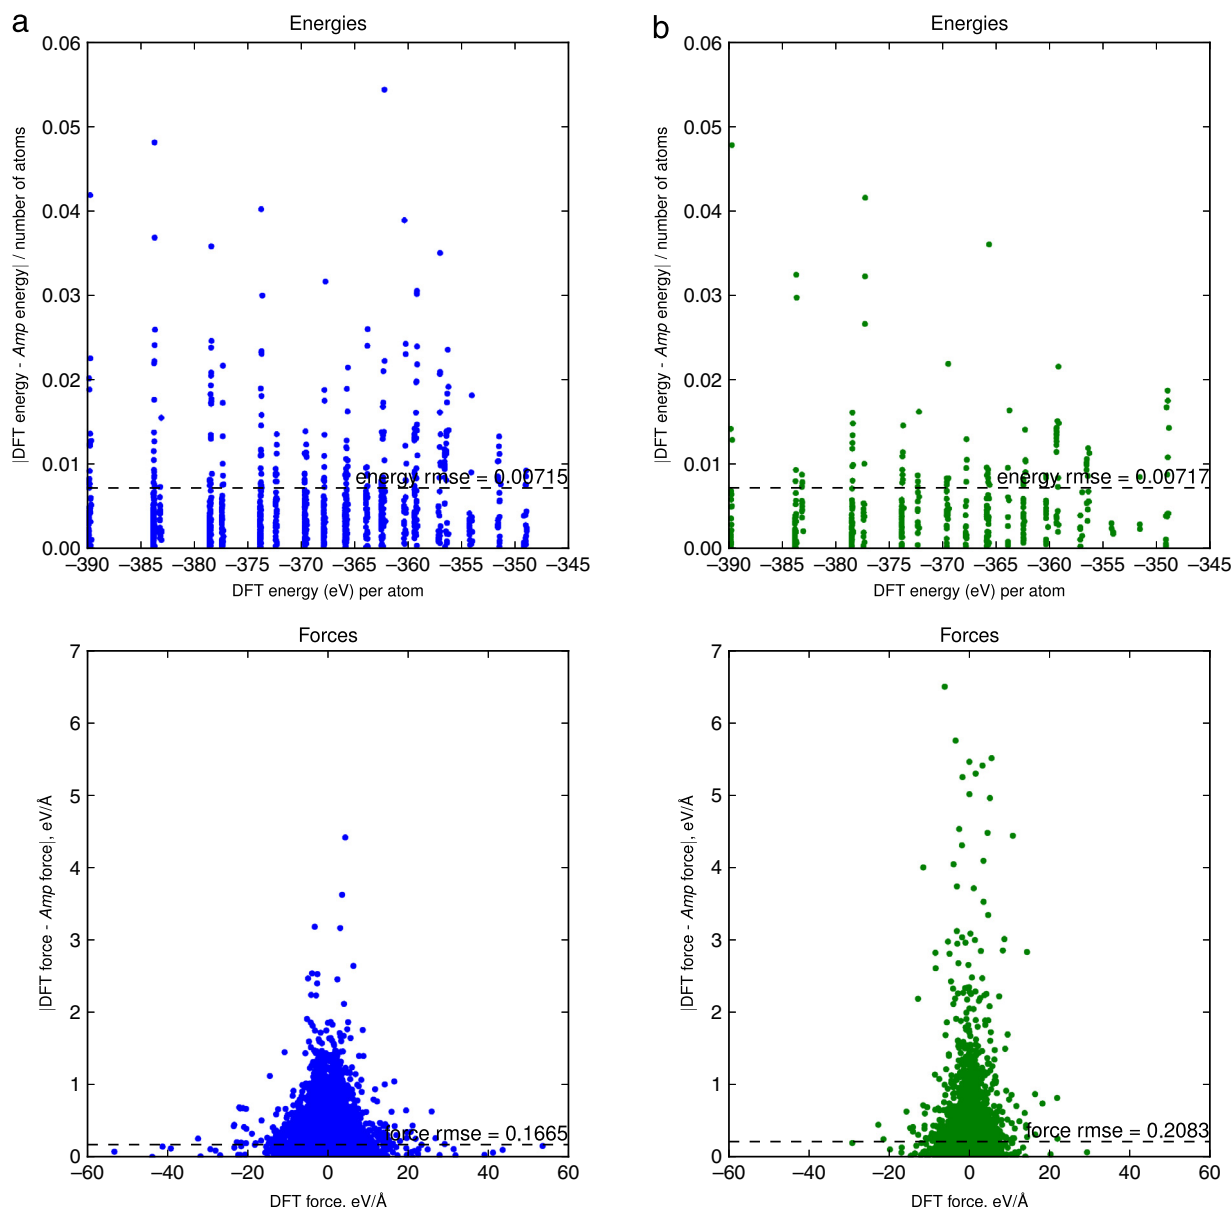 a
Energies
0.06
0.05
0.04
0.03
0.02
0.01
0.00
|DFT energy - Amp energy| / number of atoms
energy rmse = 0.00715
−390 −385 −380 −375 −370 −365 −360 −355 −350 −345
DFT energy (eV) per atom
b
Energies
0.06
0.05
0.04
0.03
0.02
0.01
0.00
|DFT energy - Amp energy| / number of atoms
energy rmse = 0.00717
−390 −385 −380 −375 −370 −365 −360 −355 −350 −345
DFT energy (eV) per atom
Forces
7
6
5
4
3
2
1
0
|DFT force - Amp force|, eV/Å
force rmse = 0.1665
−60 −40 −20 0 20 40 60
DFT force, eV/Å
Forces
7
6
5
4
3
2
1
0
|DFT force - Amp force|, eV/Å
force rmse = 0.2083
−60 −40 −20 0 20 40 60
DFT force, eV/Å